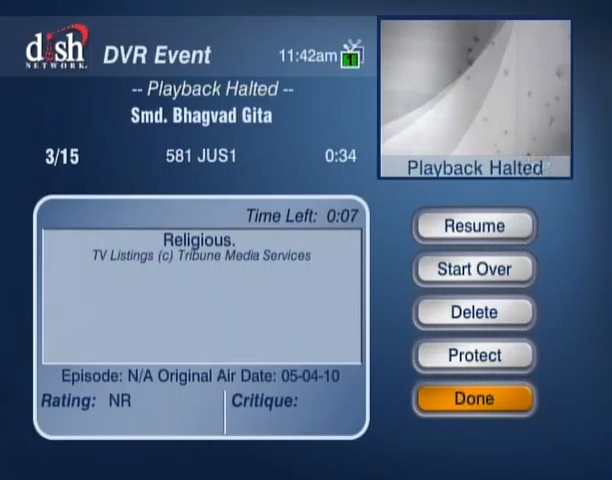 dish
NETWORK.
DVR Event
11:42am
1
-- Playback Halted --
Smd. Bhagvad Gita
3/15 581 JUS1 0:34
Playback Halted
Time Left: 0:07
Religious.
TV Listings (c) Tribune Media Services
Episode: N/A Original Air Date: 05-04-10
Rating: NR Critique:
Resume
Start Over
Delete
Protect
Done